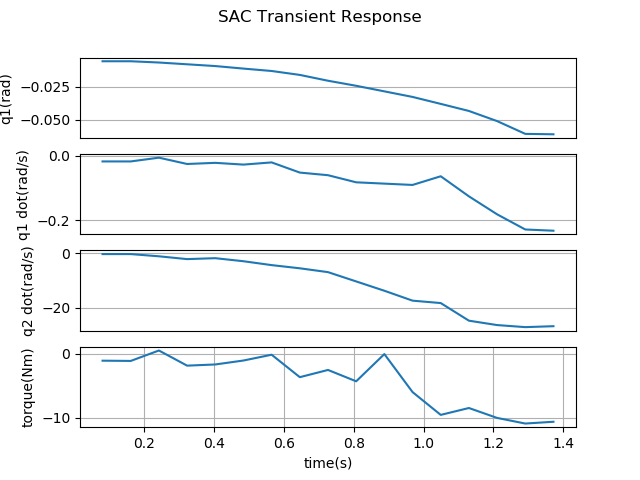 SAC Transient Response
q1(rad)
−0.025
−0.050
q1 dot(rad/s)
0.0
−0.2
q2 dot(rad/s)
0
−20
torque(Nm)
0
−10
0.2 0.4 0.6 0.8 1.0 1.2 1.4
time(s)